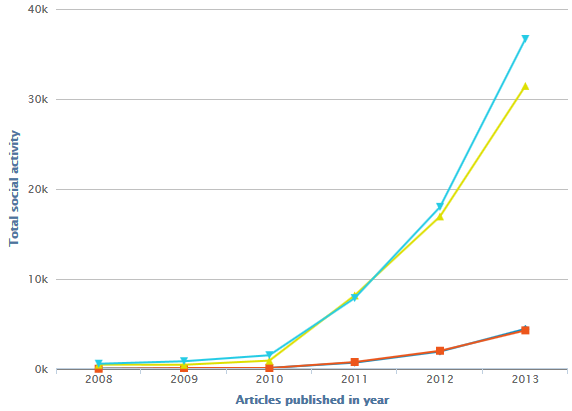 40k
30k
20k
10k
0k
Total social activity
2008 2009 2010 2011 2012 2013
Articles published in year